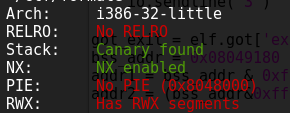 Arch:     i386-32-little
RELRO:    No RELRO
Stack:    Canary found
NX:       NX enabled
PIE:      No PIE (0x8048000)
RWX:      Has RWX segments